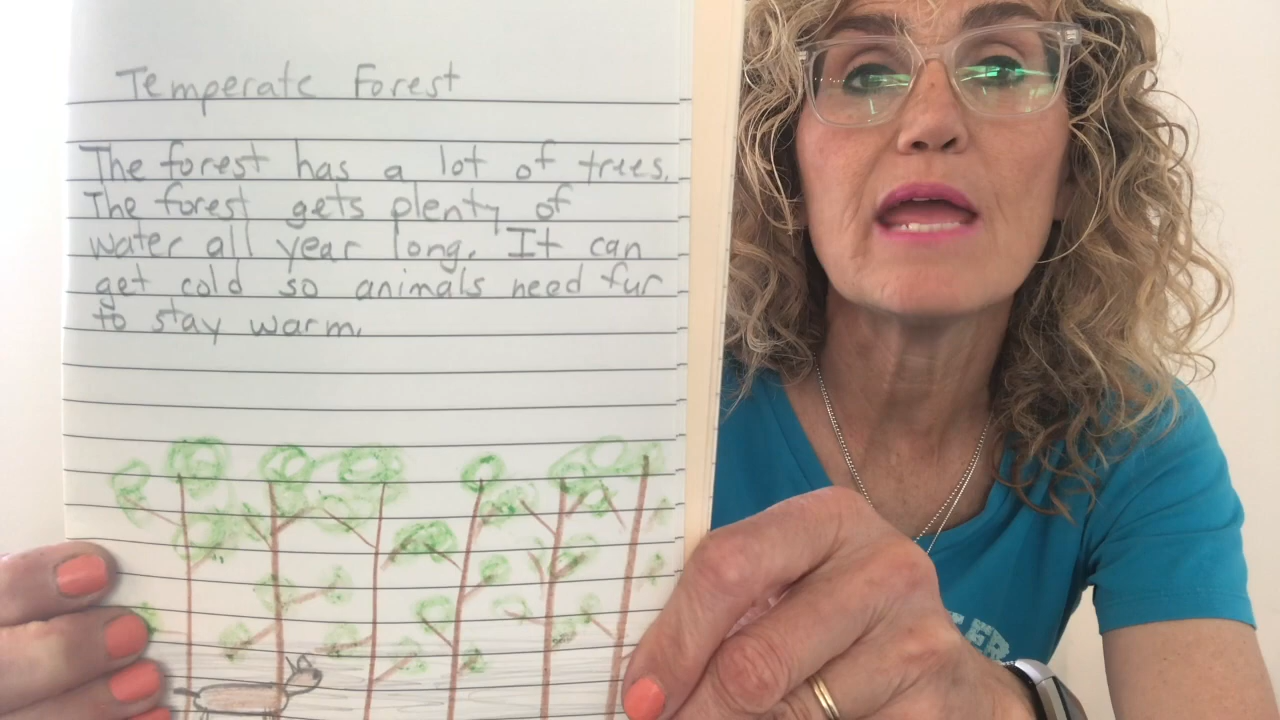 Temperate Forest
The forest has a lot of trees.
The forest gets plenty of
water all year long. It can
get cold so animals need fur
to stay warm.